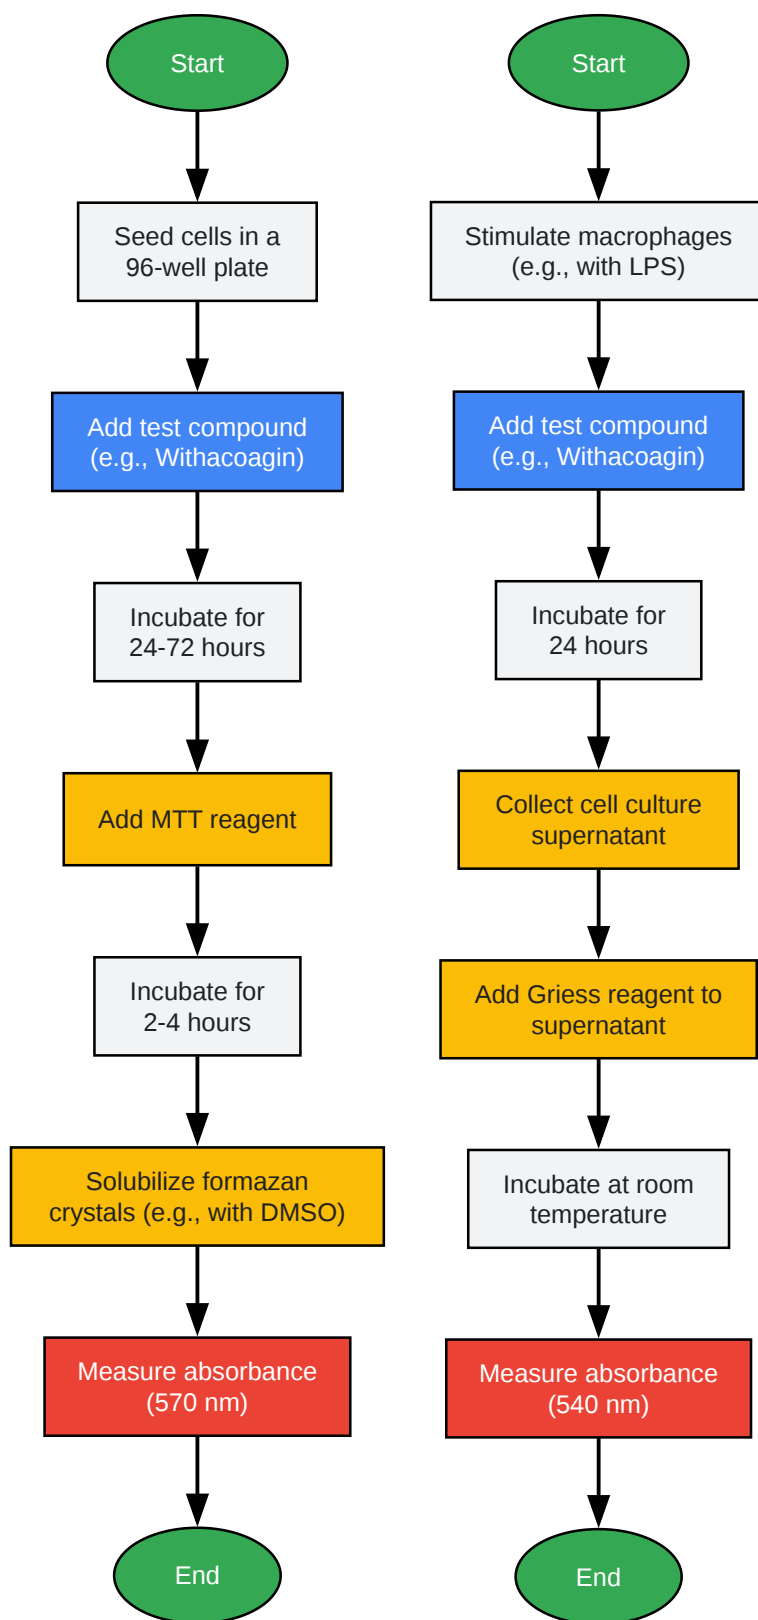 Start
Seed cells in a
96-well plate
Add test compound
(e.g., Withacoagin)
Incubate for
24-72 hours
Add MTT reagent
Incubate for
2-4 hours
Solubilize formazan
crystals (e.g., with DMSO)
Measure absorbance
(570 nm)
End
Start
Stimulate macrophages
(e.g., with LPS)
Add test compound
(e.g., Withacoagin)
Incubate for
24 hours
Collect cell culture
supernatant
Add Griess reagent to
supernatant
Incubate at room
temperature
Measure absorbance
(540 nm)
End